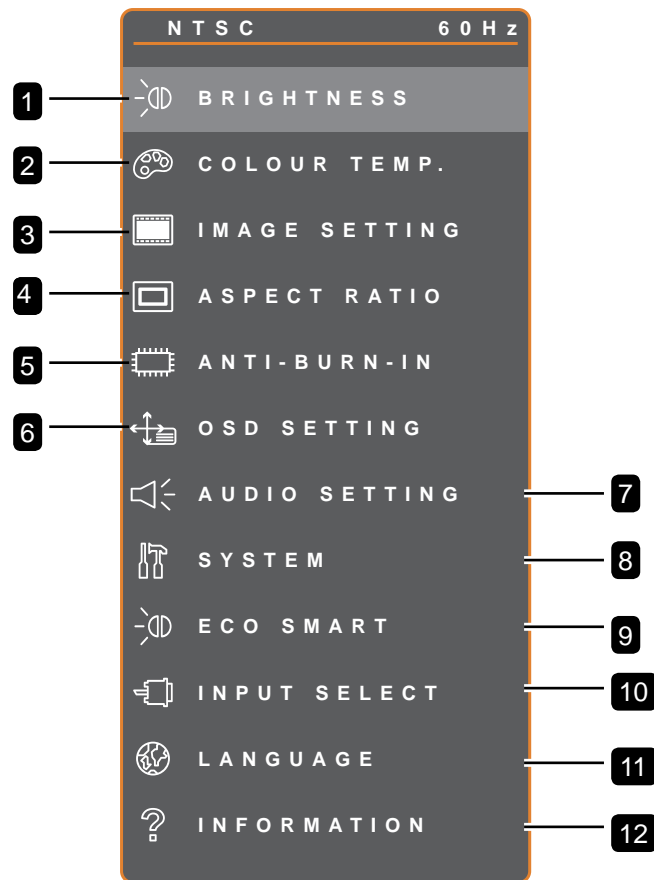 NTSC 60Hz
1 BRIGHTNESS
2 COLOUR TEMP.
3 IMAGE SETTING
4 ASPECT RATIO
5 ANTI-BURN-IN
6 OSD SETTING
AUDIO SETTING 7
SYSTEM 8
ECO SMART 9
INPUT SELECT 10
LANGUAGE 11
INFORMATION 12